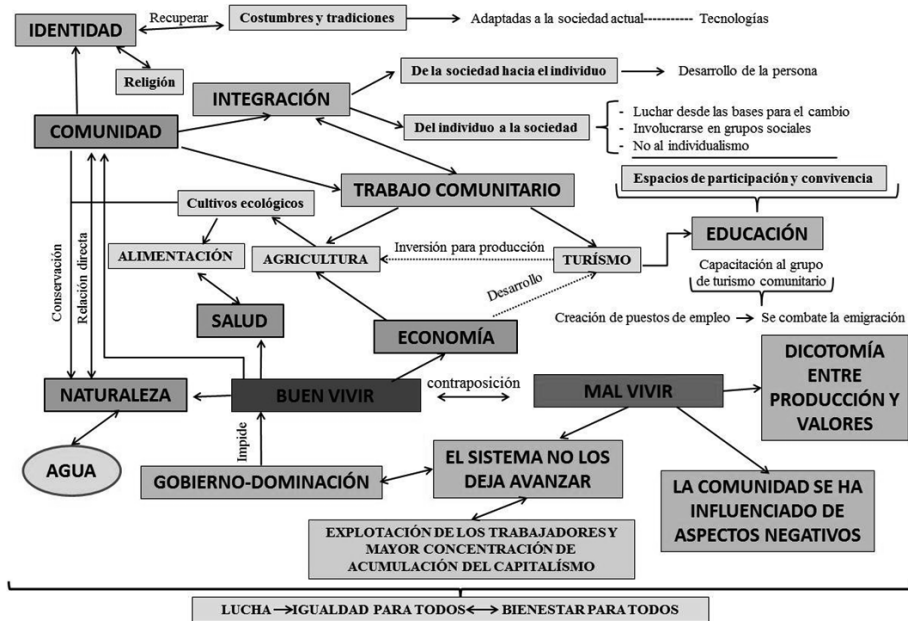 IDENTIDAD
Recuperar
Costumbres y tradiciones
Adaptadas a la sociedad actual
Tecnologías
Religión
INTEGRACIÓN
De la sociedad hacia el individuo
Desarrollo de la persona
COMUNIDAD
Del individuo a la sociedad
- Luchar desde las bases para el cambio
- Involucrarse en grupos sociales
- No al individualismo
TRABAJO COMUNITARIO
Espacios de participación y convivencia
Cultivos ecológicos
EDUCACIÓN
ALIMENTACIÓN
AGRICULTURA
Inversión para producción
TURÍSMO
Capacitación al grupo
de turismo comunitario
Conservación
Relación directa
Desarrollo
SALUD
ECONOMÍA
Creación de puestos de empleo
Se combate la emigración
NATURALEZA
BUEN VIVIR
contraposición
MAL VIVIR
DICOTOMÍA
ENTRE
PRODUCCIÓN Y
VALORES
AGUA
Impide
GOBIERNO-DOMINACIÓN
EL SISTEMA NO LOS
DEJA AVANZAR
LA COMUNIDAD SE HA
INFLUENCIADO DE
ASPECTOS NEGATIVOS
EXPLOTACIÓN DE LOS TRABAJADORES Y
MAYOR CONCENTRACIÓN DE
ACUMULACIÓN DEL CAPITALÍSMO
LUCHA IGUALDAD PARA TODOS BIENESTAR PARA TODOS